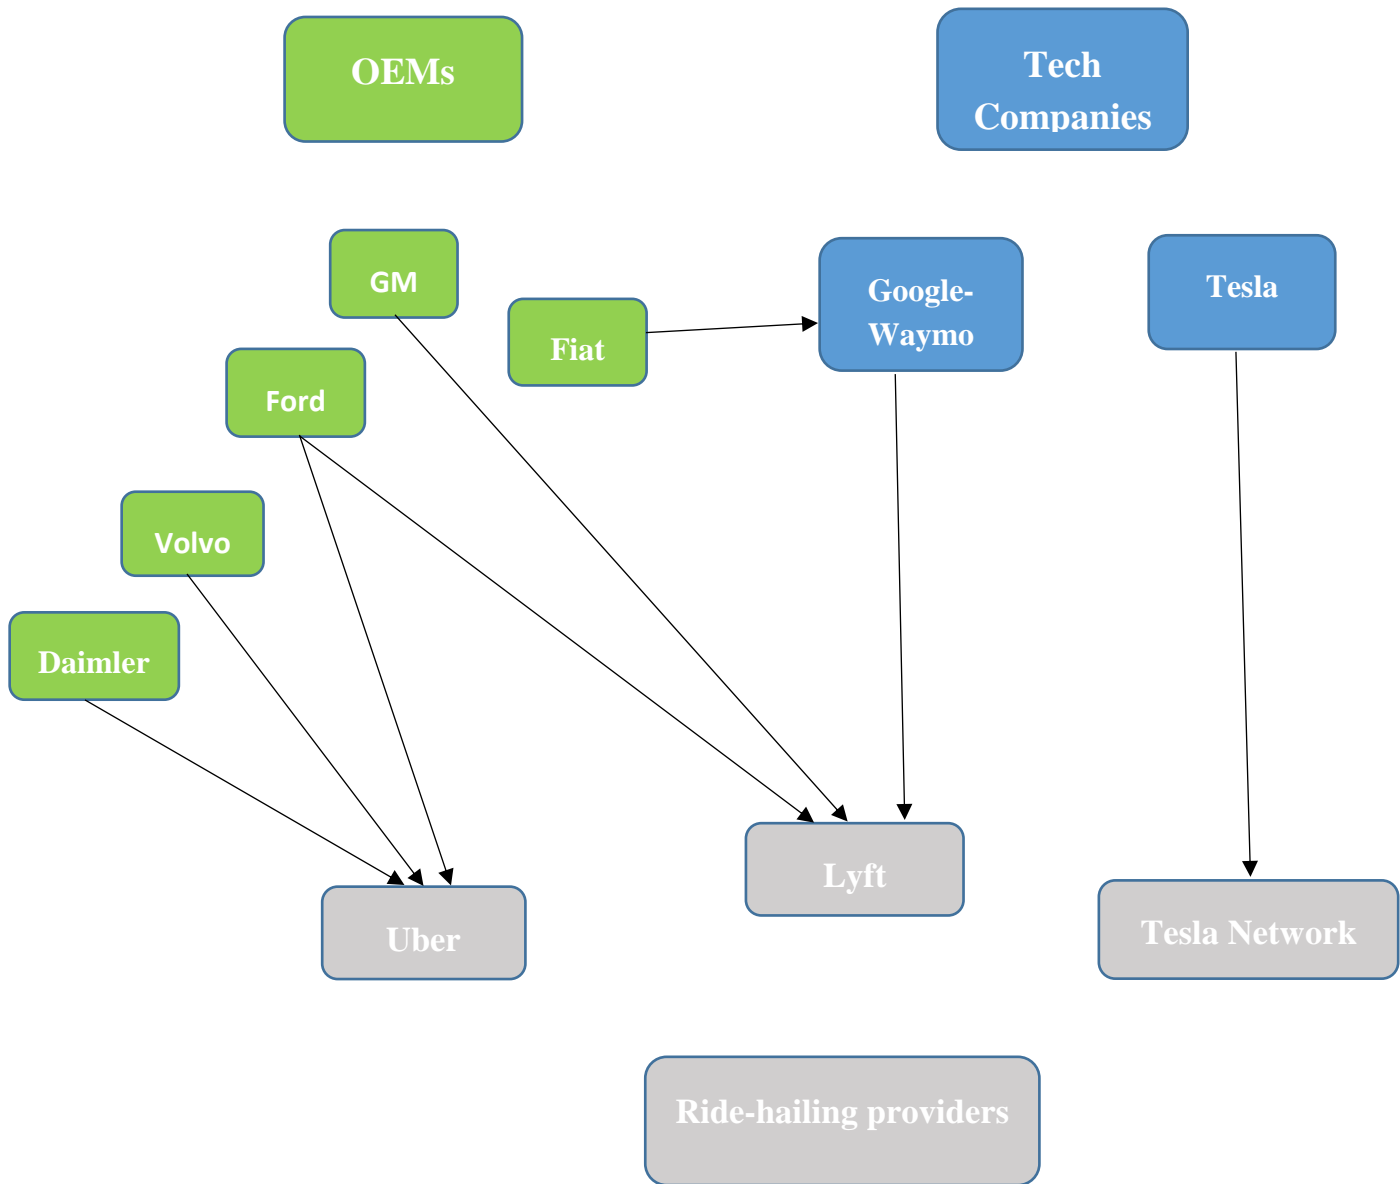 OEMs
Tech
Companies
GM
Google-
Waymo
Tesla
Fiat
Ford
Volvo
Daimler
Lyft
Uber
Tesla Network
Ride-hailing providers